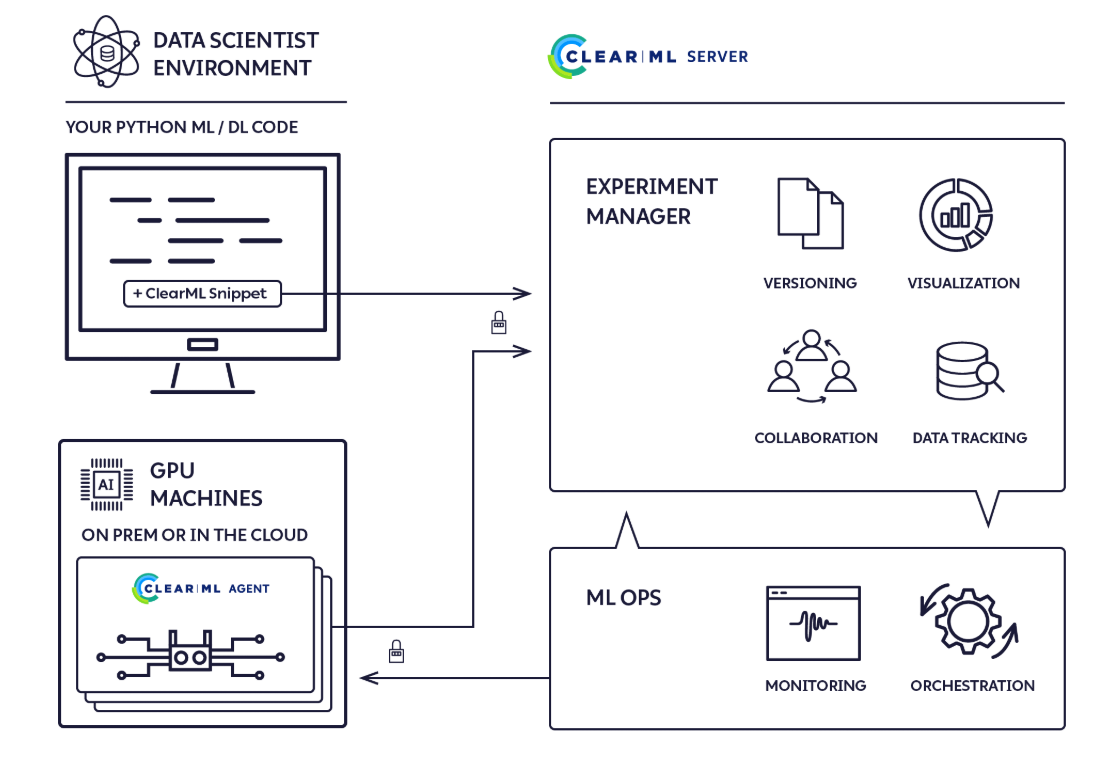 DATA SCIENTIST
ENVIRONMENT
YOUR PYTHON ML / DL CODE
+ ClearML Snippet
GPU
MACHINES
AI
ON PREM OR IN THE CLOUD
CLEAR|ML AGENT
CLEAR|ML SERVER
EXPERIMENT
MANAGER
VERSIONING
VISUALIZATION
COLLABORATION
DATA TRACKING
ML OPS
MONITORING
ORCHESTRATION